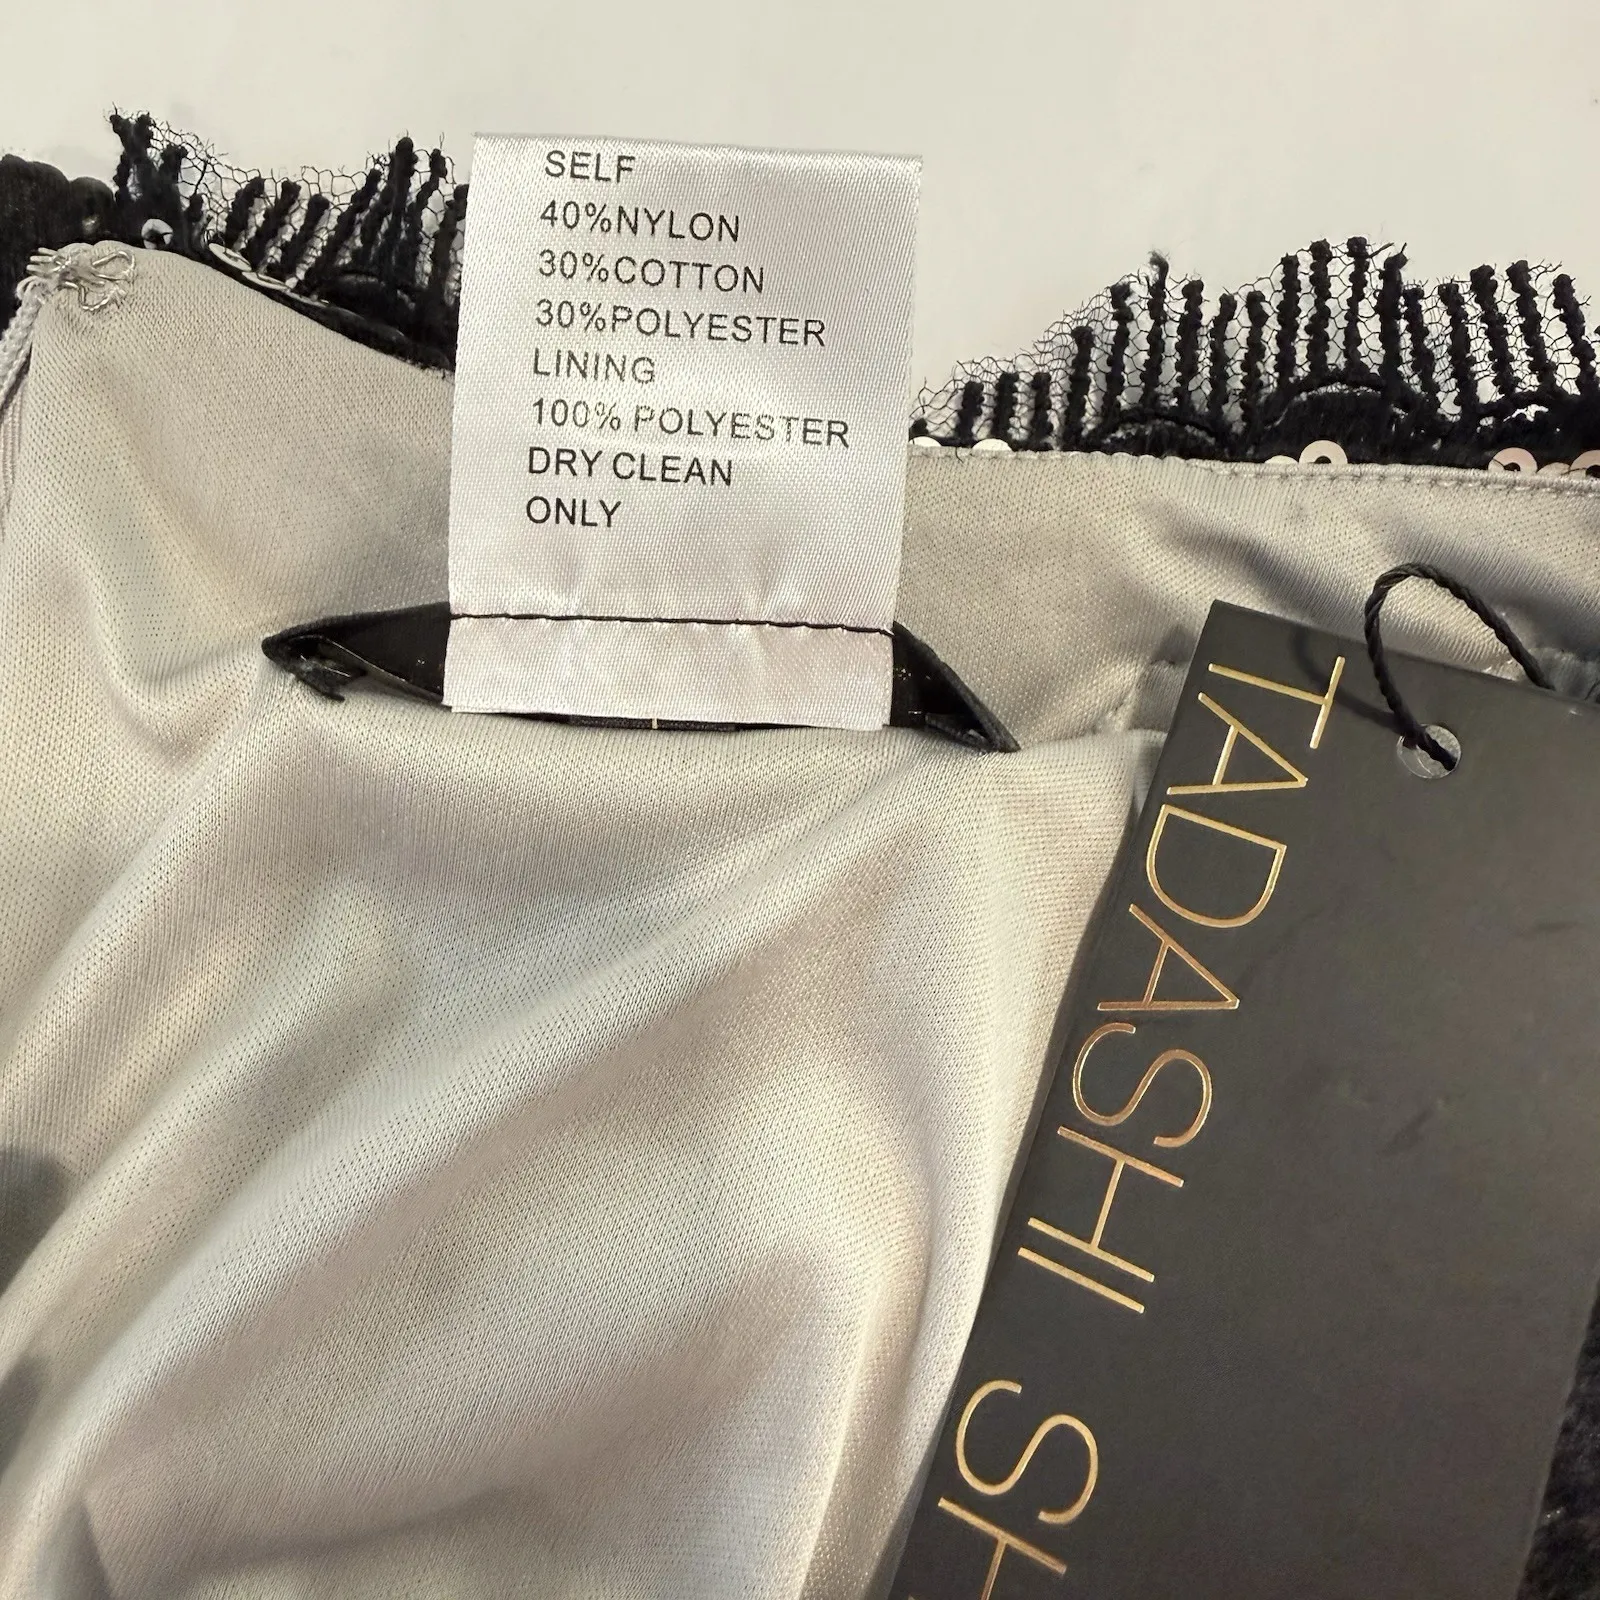 SELF
40%NYLON
30%COTTON
30%POLYESTER
LINING
100% POLYESTER
DRY CLEAN
ONLY
TADASHI SH